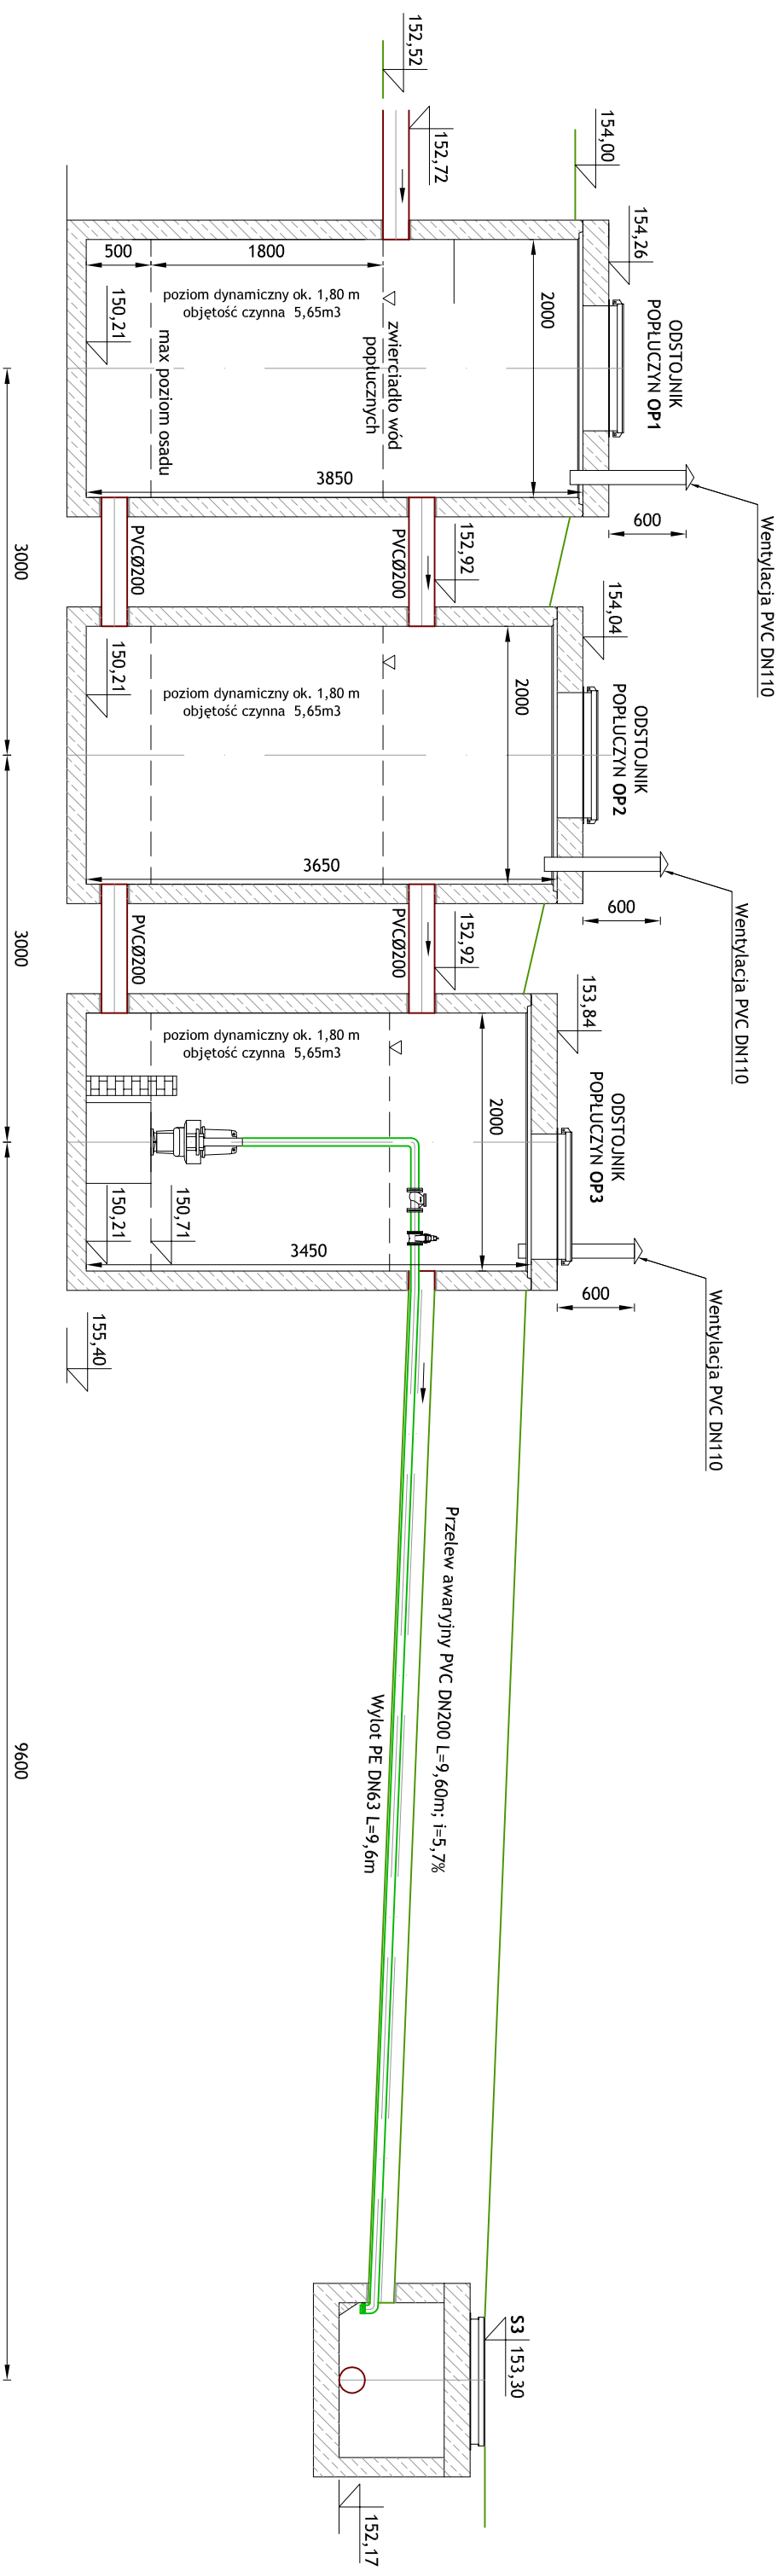 152,52
152,72
154,00
154,26
ODSTOJNIK
POPŁUCZYN OP1
500
1800
2000
poziom dynamiczny ok. 1,80 m
objętość czynna  5,65m3
150,21
zwierciadło wód
popłucznych
max poziom osadu
3850
Wentylacja PVC DN110
600
PVCØ200
PVCØ200
152,92
3000
154,04
ODSTOJNIK
POPŁUCZYN OP2
150,21
poziom dynamiczny ok. 1,80 m
objętość czynna  5,65m3
2000
3650
Wentylacja PVC DN110
600
PVCØ200
PVCØ200
152,92
3000
153,84
ODSTOJNIK
POPŁUCZYN OP3
poziom dynamiczny ok. 1,80 m
objętość czynna  5,65m3
2000
150,21
150,71
3450
Wentylacja PVC DN110
600
155,40
Przelew awaryjny PVC DN200 L=9,60m; i=5,7%
Wylot PE DN63 L=9,6m
9600
S3
153,30
152,17